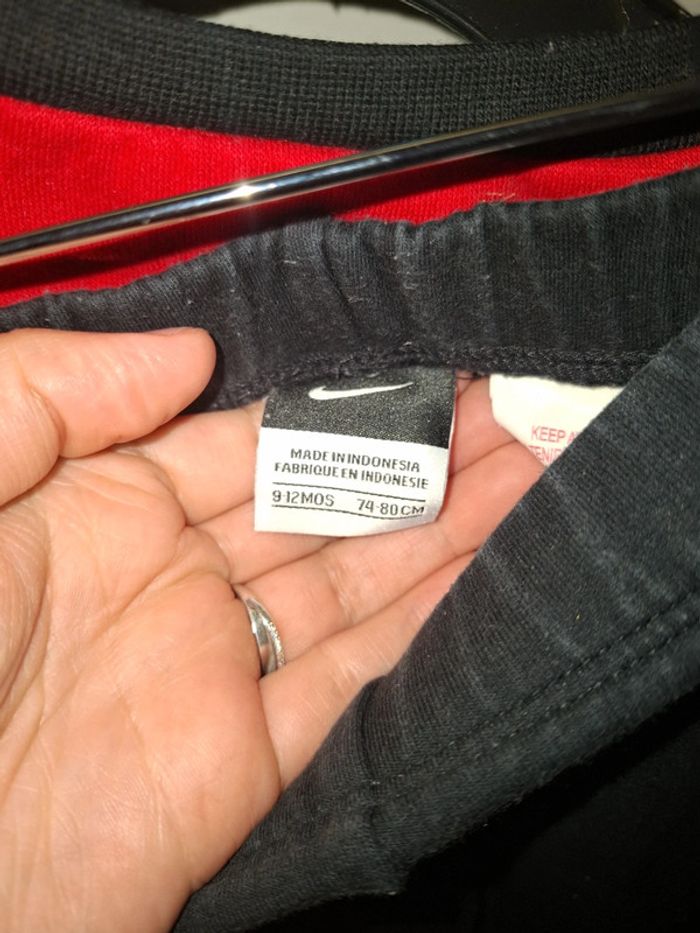 MADE IN INDONESIA
FABRIQUE EN INDONESIE
9-12MOS 74-80CM
KEEP